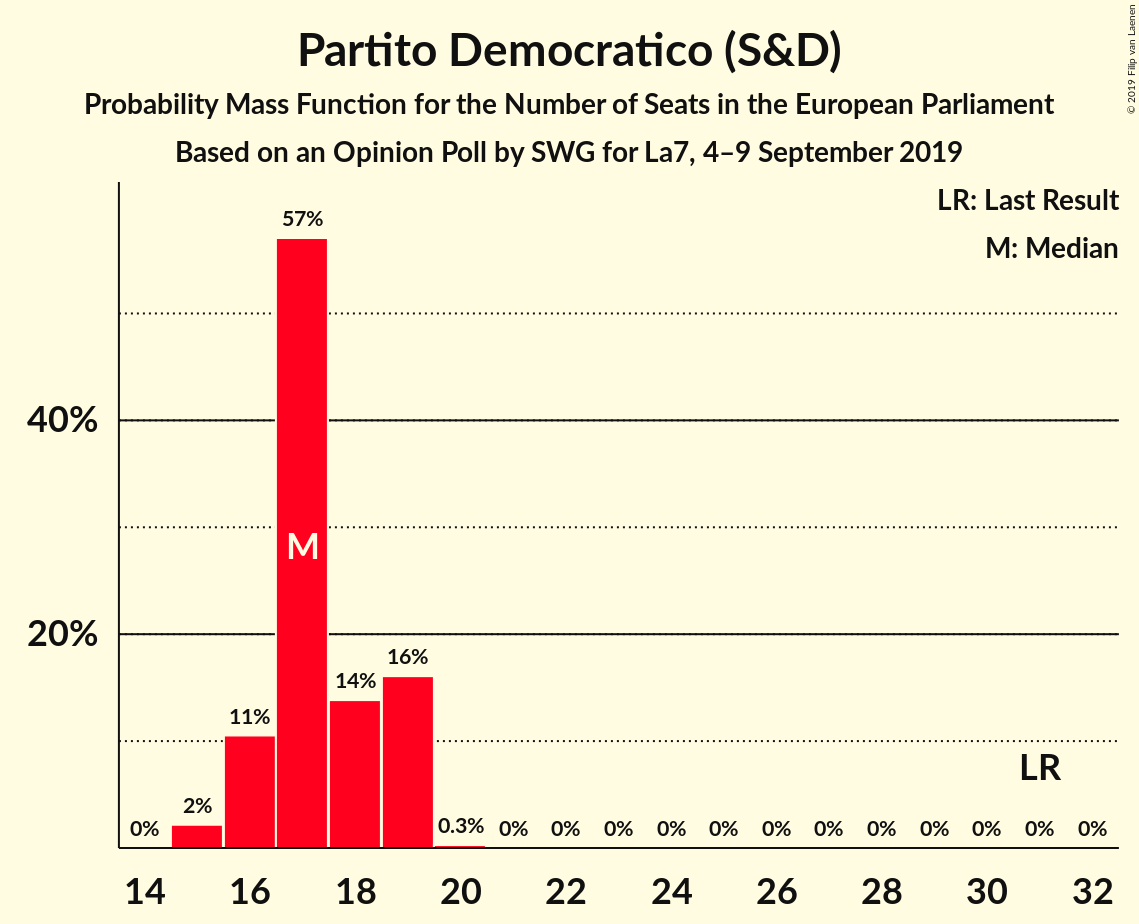 Partito Democratico (S&D)
Probability Mass Function for the Number of Seats in the European Parliament
Based on an Opinion Poll by SWG for La7, 4–9 September 2019
© 2019 Filip van Laenen
LR: Last Result
M: Median
57%
40%
M
20%
16%
14%
11%
LR
2%
0% 0.3% 0% 0% 0% 0% 0% 0% 0% 0% 0% 0% 0% 0%
14 16 18 20 22 24 26 28 30 32